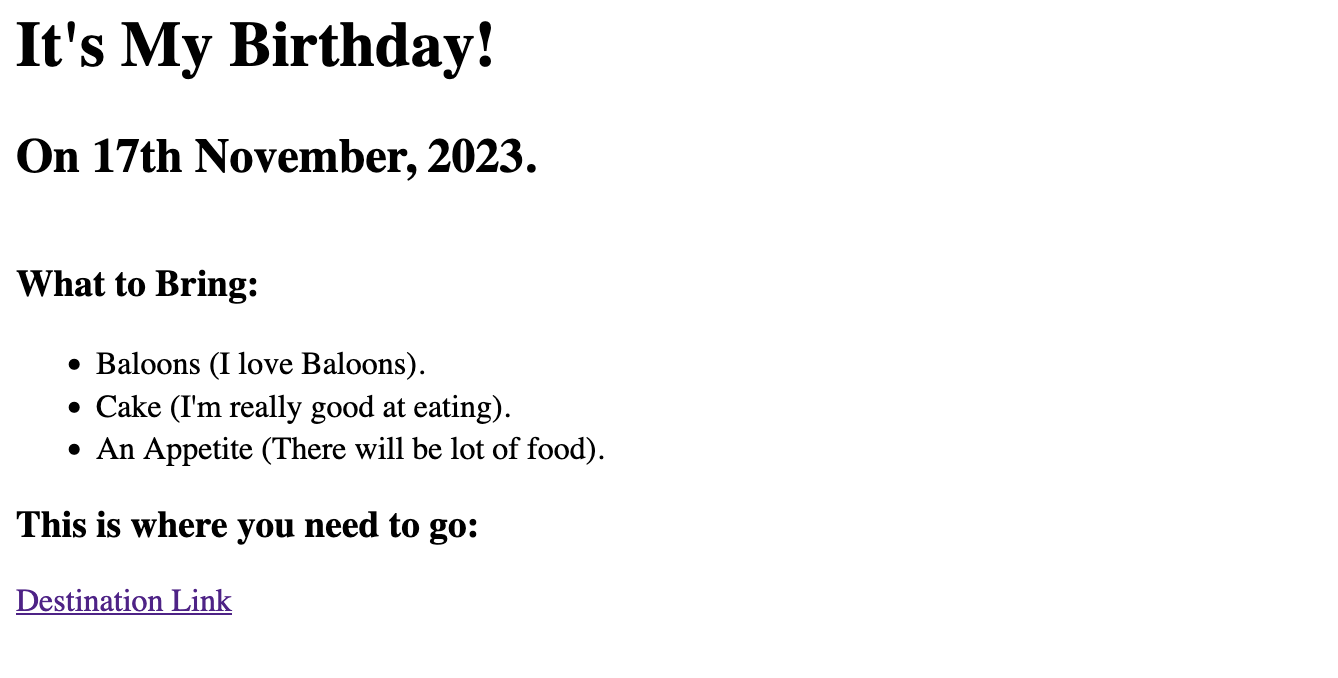 It's My Birthday!
On 17th November, 2023.
What to Bring:
Baloons (I love Baloons).
Cake (I'm really good at eating).
An Appetite (There will be lot of food).
This is where you need to go:
Destination Link